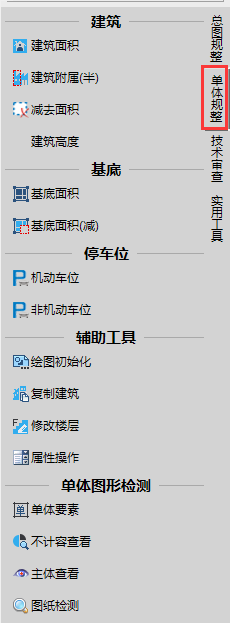 建筑
建筑面积
建筑附属(半)
减去面积
建筑高度
基底
基底面积
基底面积(减)
停车位
机动车位
非机动车位
辅助工具
绘图初始化
复制建筑
修改楼层
属性操作
单体图形检测
单体要素
不计容查看
主体查看
图纸检测
总图规整
单体规整
技术审查
实用工具